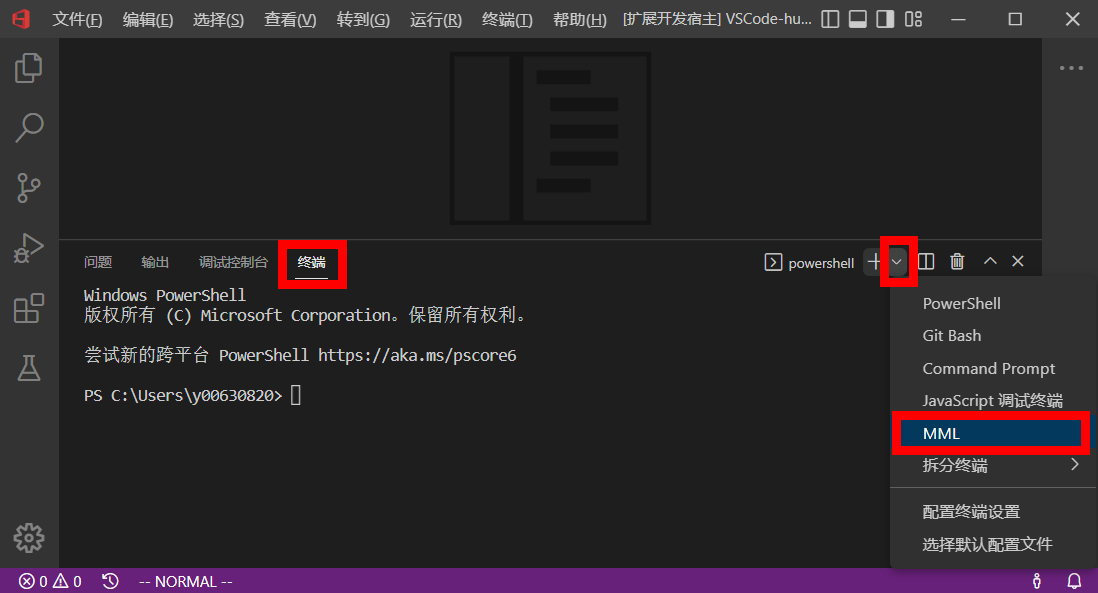 文件(F) 编辑(E) 选择(S) 查看(V) 转到(G) 运行(R) 终端(T) 帮助(H) [扩展开发宿主] VSCode-hu...
问题 输出 调试控制台 终端 powershell
Windows PowerShell
版权所有 (C) Microsoft Corporation。保留所有权利。
尝试新的跨平台 PowerShell https://aka.ms/pscore6
PS C:\Users\y00630820>
PowerShell
Git Bash
Command Prompt
JavaScript 调试终端
MML
拆分终端
配置终端设置
选择默认配置文件
0 0 -- NORMAL --